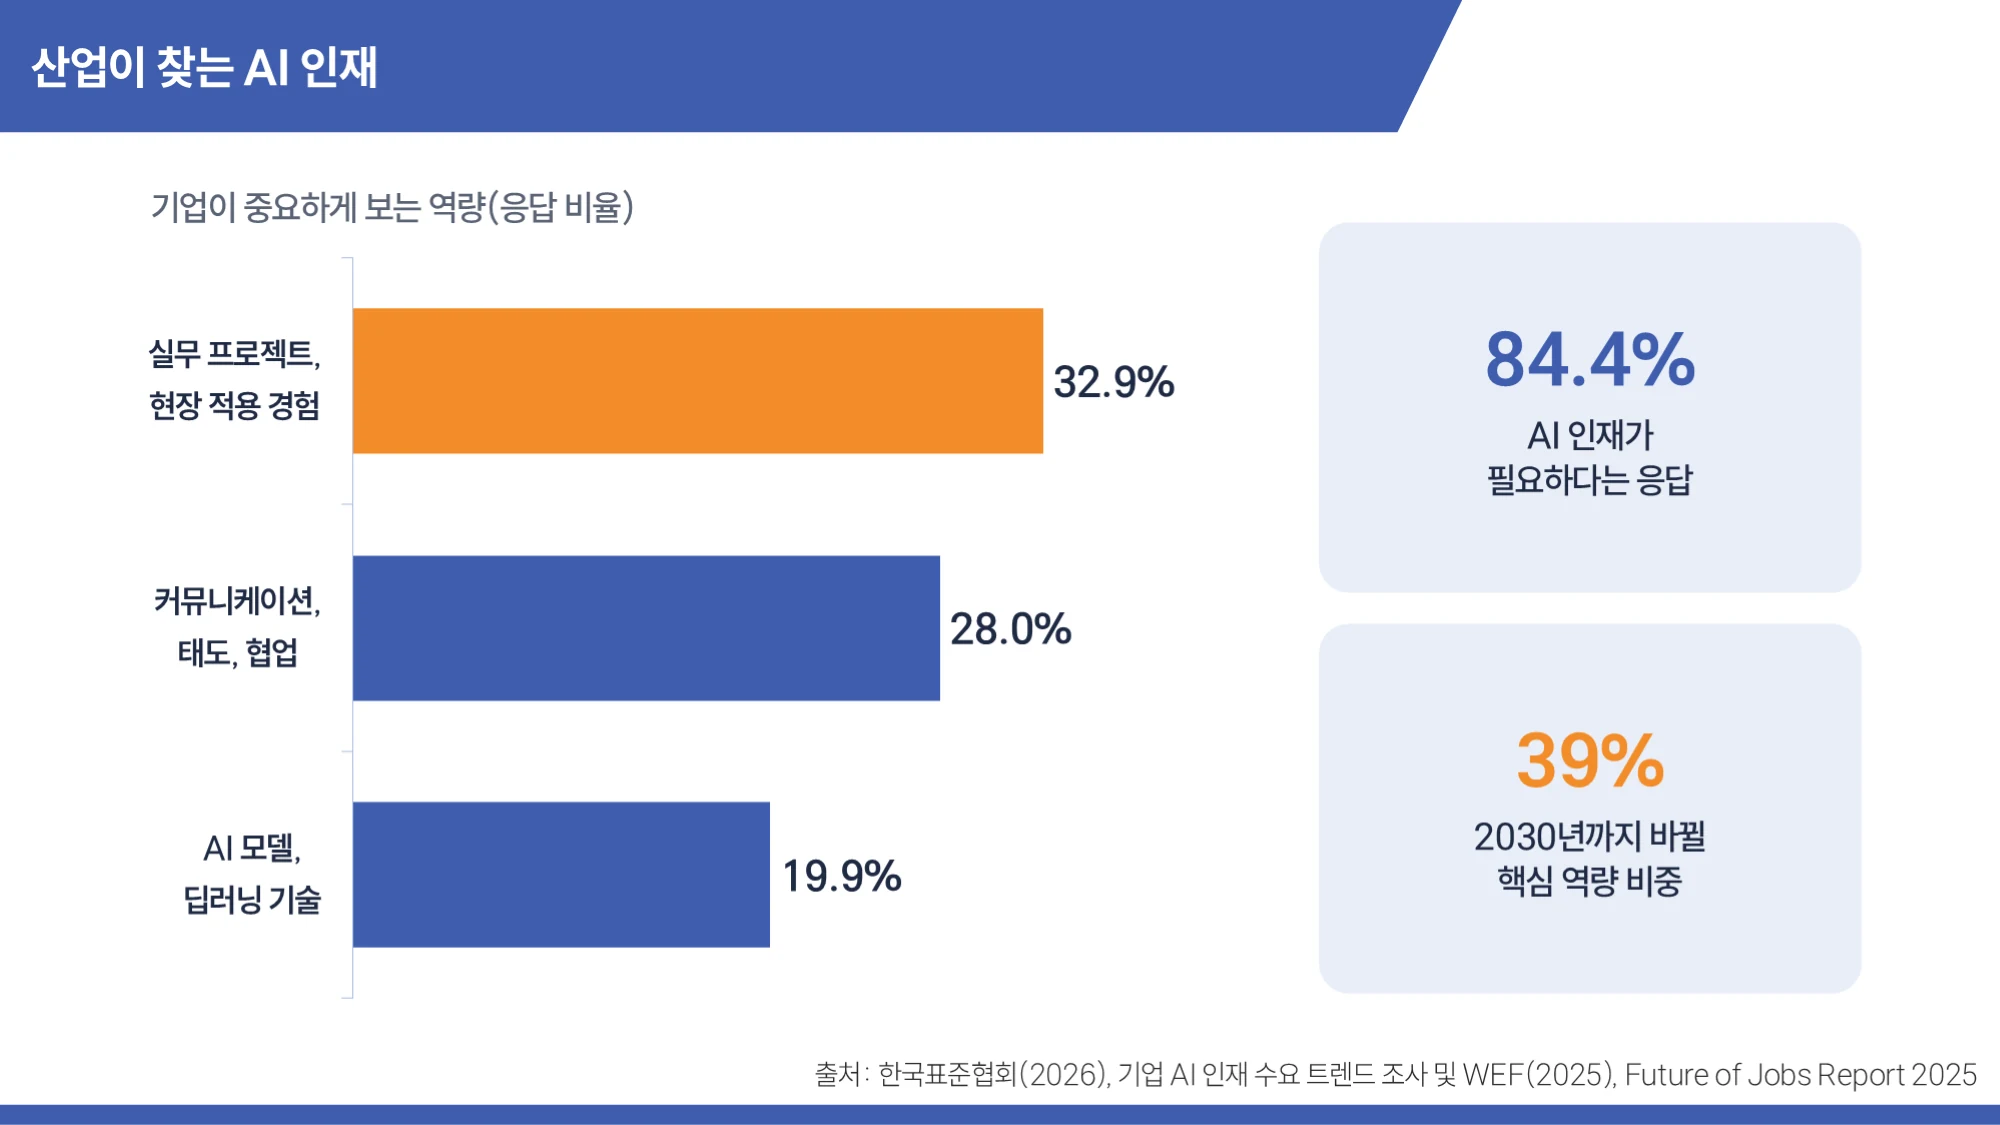 산업이 찾는 AI 인재
기업이 중요하게 보는 역량(응답 비율)
실무 프로젝트,
현장 적용 경험
32.9%
커뮤니케이션,
태도, 협업
28.0%
AI 모델,
딥러닝 기술
19.9%
84.4%
AI 인재가
필요하다는 응답
39%
2030년까지 바뀔
핵심 역량 비중
출처: 한국표준협회(2026), 기업 AI 인재 수요 트렌드 조사 및 WEF(2025), Future of Jobs Report 2025